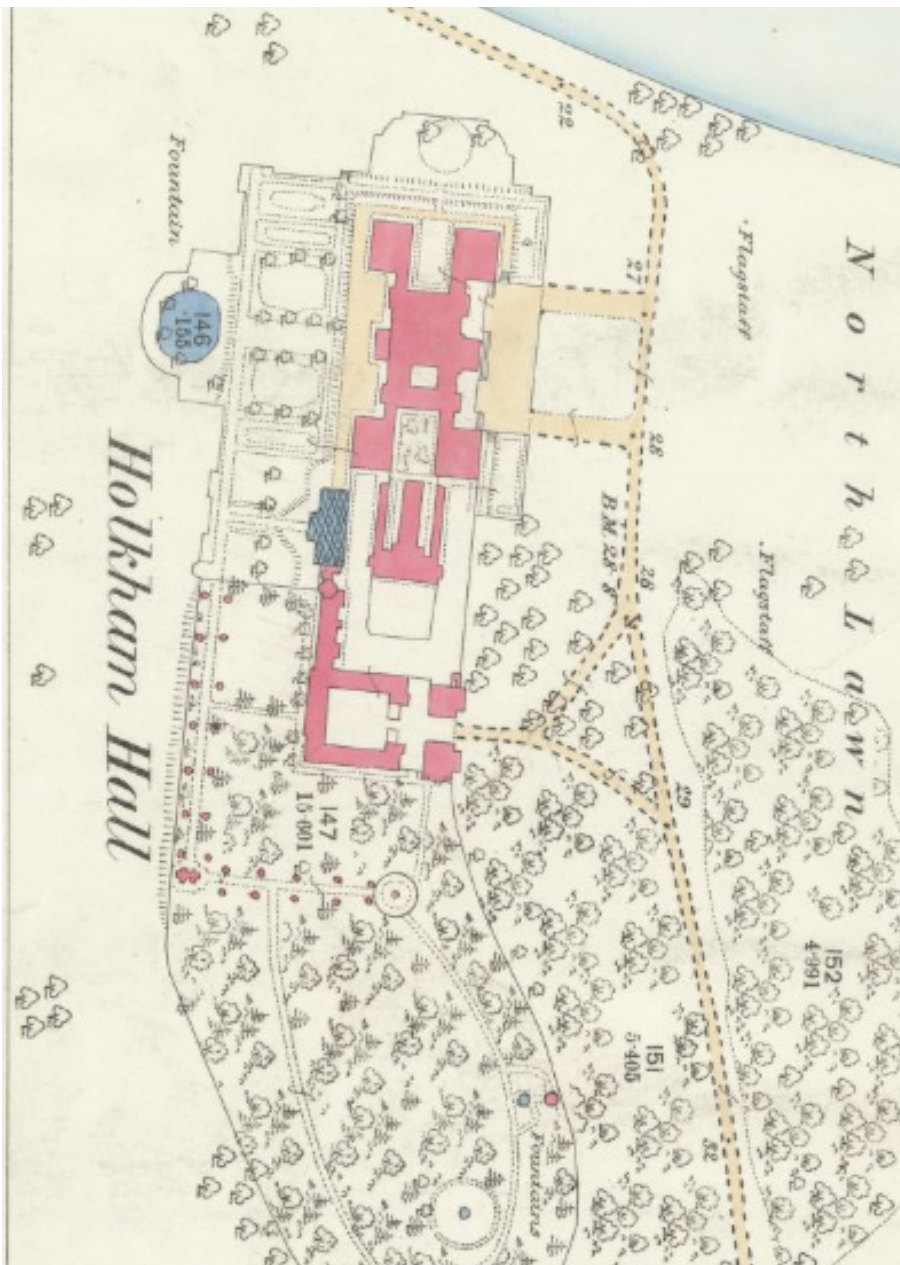 North Lawn
Flagstaff
Flagstaff
22
27
28
B.M. 28·8
26
29
32
Fountain
146
·155
Holkham Hall
147
15·001
152
4·991
151
5·405
Fountains